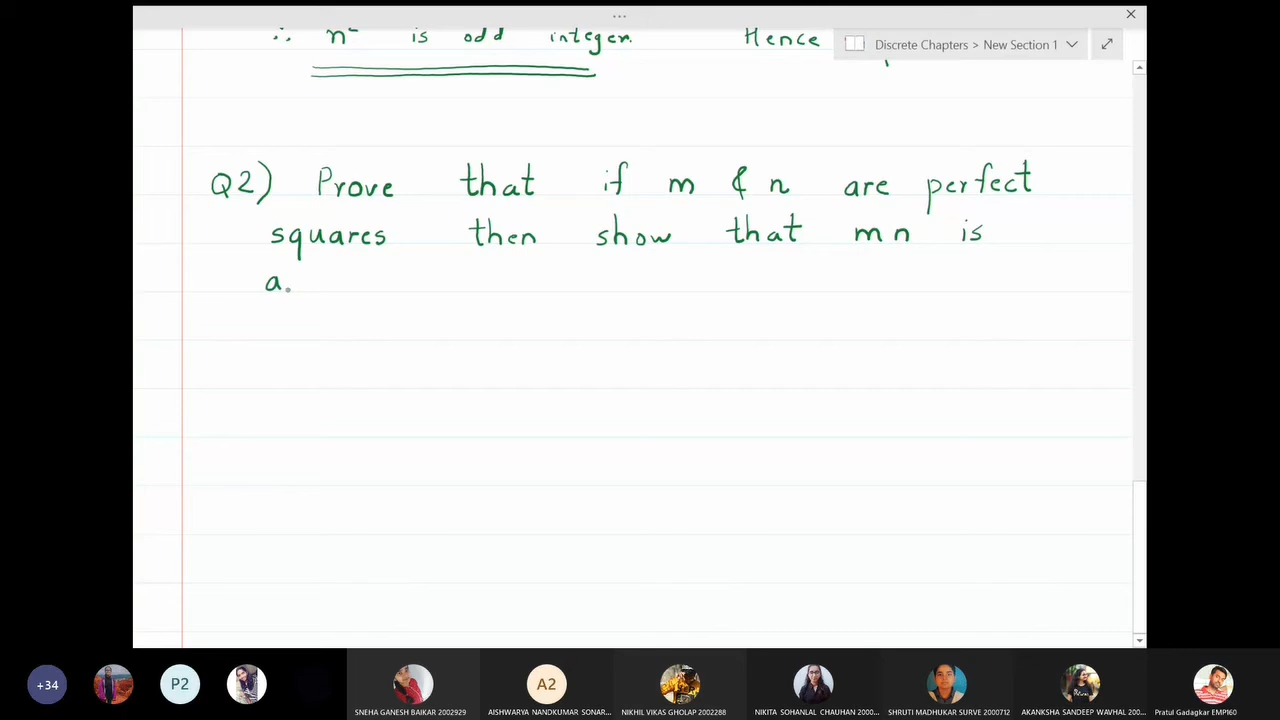 ∴ n² is odd integer. Hence
Discrete Chapters > New Section 1
Q2) Prove that if m & n are perfect
squares then show that mn is
a
+34
P2
A2
SNEHA GANESH BAIKAR 2002929
AISHWARYA NANDKUMAR SONAR...
NIKHIL VIKAS GHOLAP 2002288
NIKITA SOHANLAL CHAUHAN 2000...
SHRUTI MADHUKAR SURVE 2000712
AKANKSHA SANDEEP WAVHAL 200...
Pratul Gadagkar EMP160